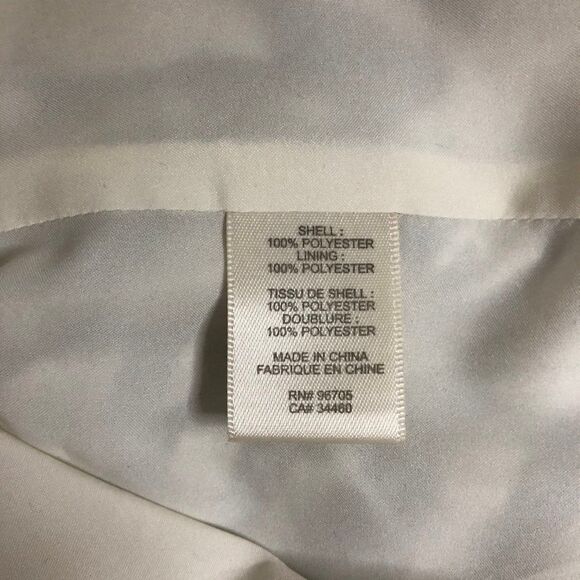 SHELL :
100% POLYESTER
LINING :
100% POLYESTER
TISSU DE SHELL :
100% POLYESTER
DOUBLURE :
100% POLYESTER
MADE IN CHINA
FABRIQUE EN CHINE
RN# 96705
CA# 34460